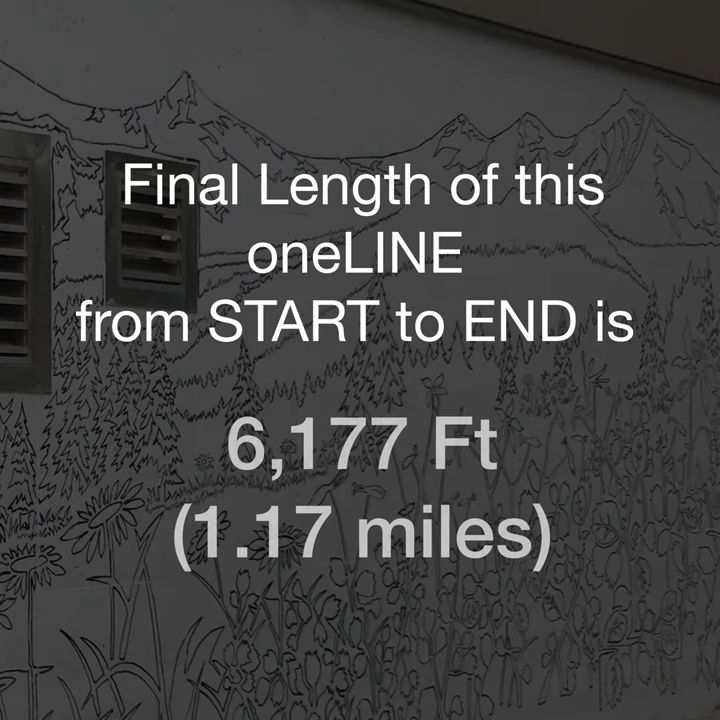 Final Length of this
oneLINE
from START to END is
6,177 Ft
(1.17 miles)